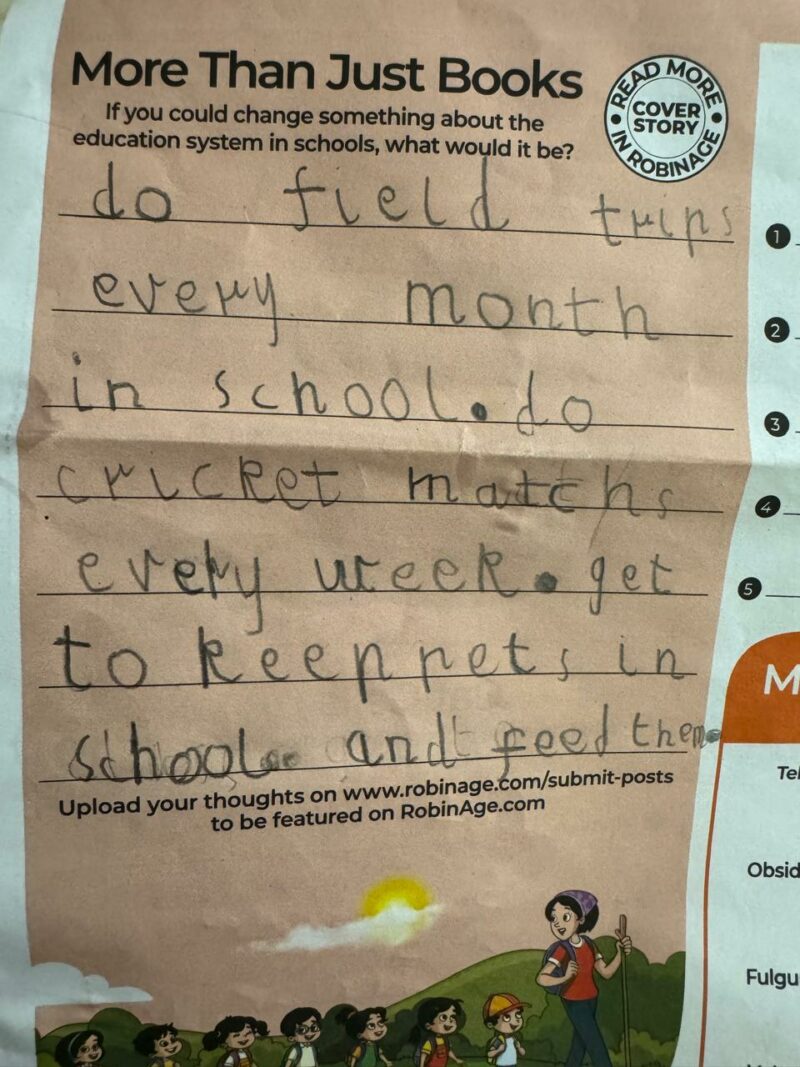 More Than Just Books
If you could change something about the
education system in schools, what would it be?
READ MORE
COVER
STORY
IN ROBINAGE
do field trips
every month
in school. do
cricket matchs
every week. get
to keep pets in
school and feed them.
Upload your thoughts on www.robinage.com/submit-posts
to be featured on RobinAge.com
1
2
3
4
5
M
Tel
Obsid
Fulgu